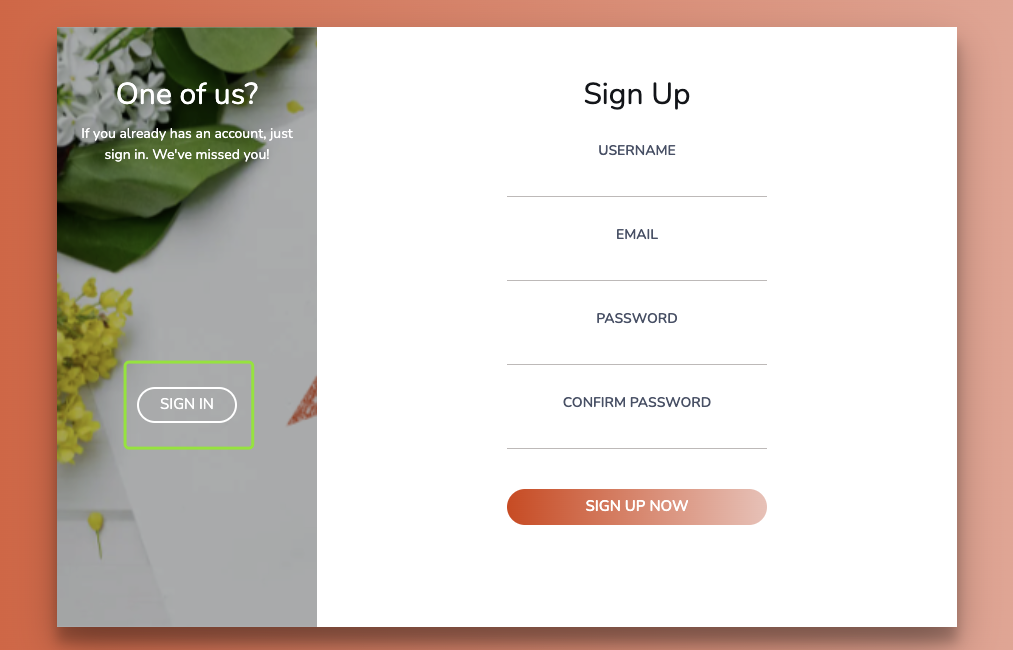 One of us?
If you already has an account, just
sign in. We've missed you!
SIGN IN
Sign Up
USERNAME
EMAIL
PASSWORD
CONFIRM PASSWORD
SIGN UP NOW